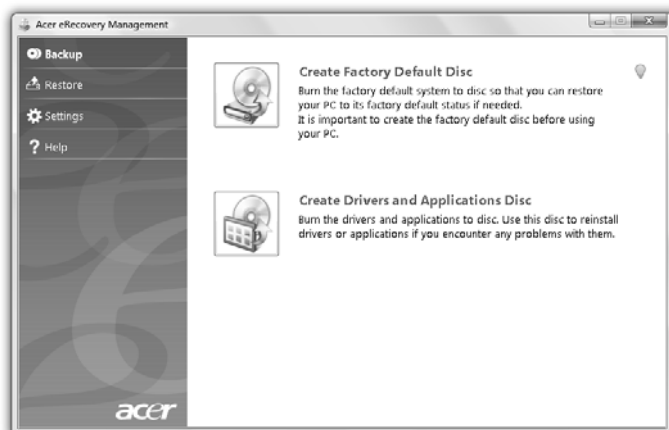 Acer eRecovery Management
Backup
Restore
Settings
? Help
Create Factory Default Disc
Burn the factory default system to disc so that you can restore
your PC to its factory default status if needed.
It is important to create the factory default disc before using
your PC.
Create Drivers and Applications Disc
Burn the drivers and applications to disc. Use this disc to reinstall
drivers or applications if you encounter any problems with them.
acer